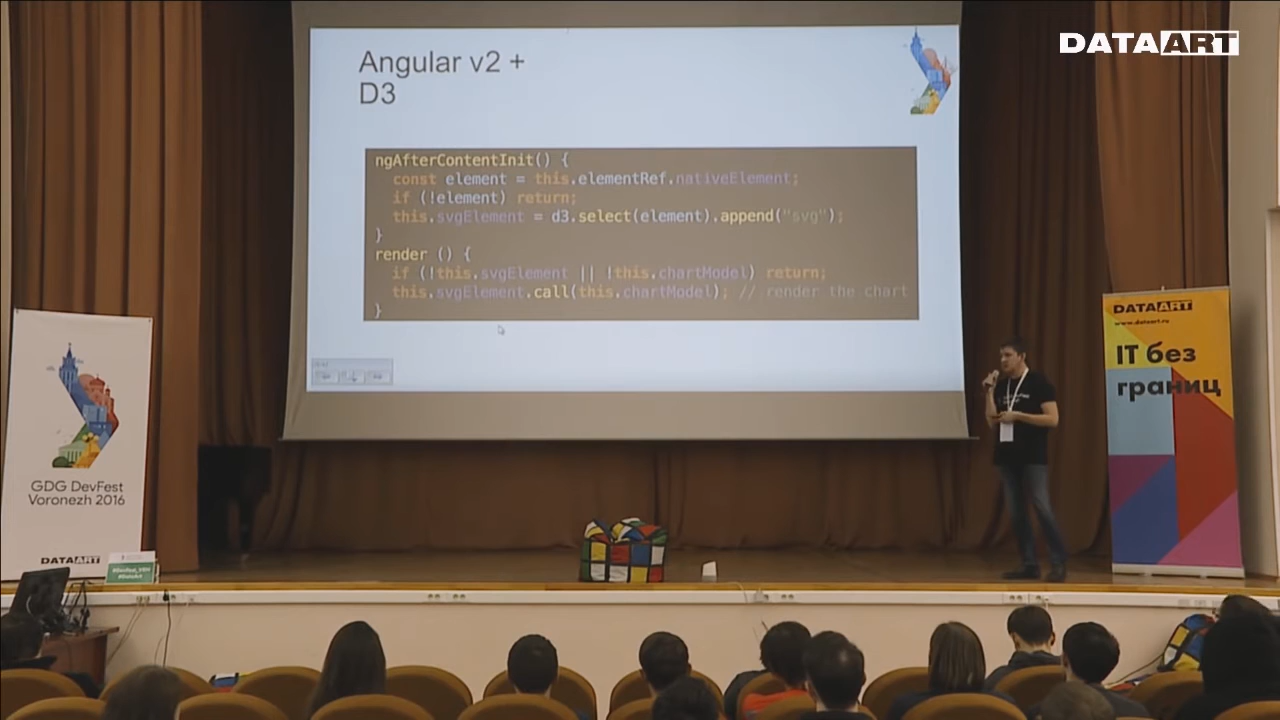 DATAART
Angular v2 +
D3
ngAfterContentInit() {
const element = this.elementRef.nativeElement;
if (!element) return;
this.svgElement = d3.select(element).append("svg");
}
render () {
if (!this.svgElement || !this.chartModel) return;
this.svgElement.call(this.chartModel); // render the chart
}
GDG DevFest
Voronezh 2016
DATAART
#DevFest_VRN
#DataArt
DATAART
www.dataart.ru
IT без
границ